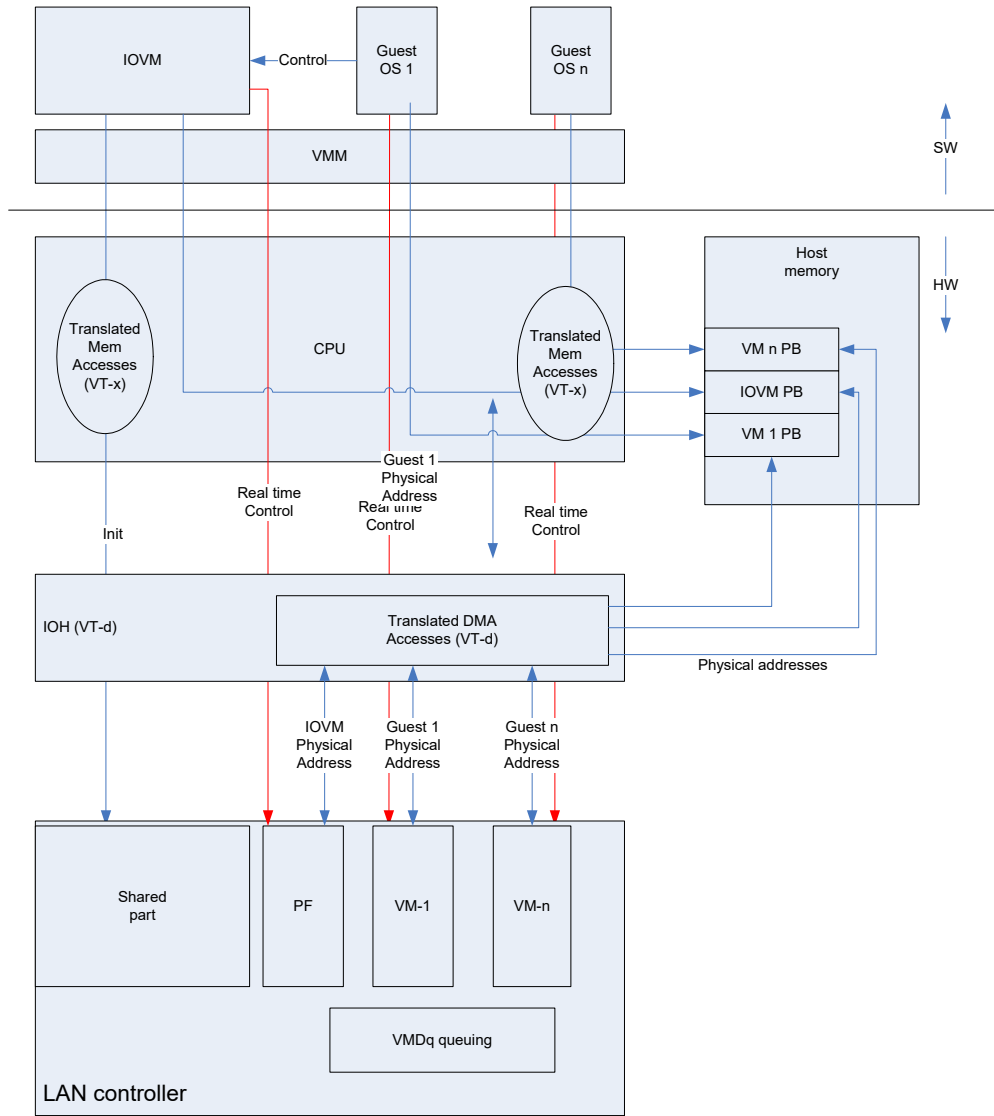 IOVM
Control
Guest
OS 1
Guest
OS n
VMM
SW
Host
memory
HW
Translated
Mem
Accesses
(VT-x)
CPU
Translated
Mem
Accesses
(VT-x)
VM n PB
IOVM PB
VM 1 PB
Guest 1
Physical
Address
Real time
Control
Real time
Control
Real time
Control
Init
IOH (VT-d)
Translated DMA
Accesses (VT-d)
Physical addresses
IOVM
Physical
Address
Guest 1
Physical
Address
Guest n
Physical
Address
Shared
part
PF
VM-1
VM-n
VMDq queuing
LAN controller